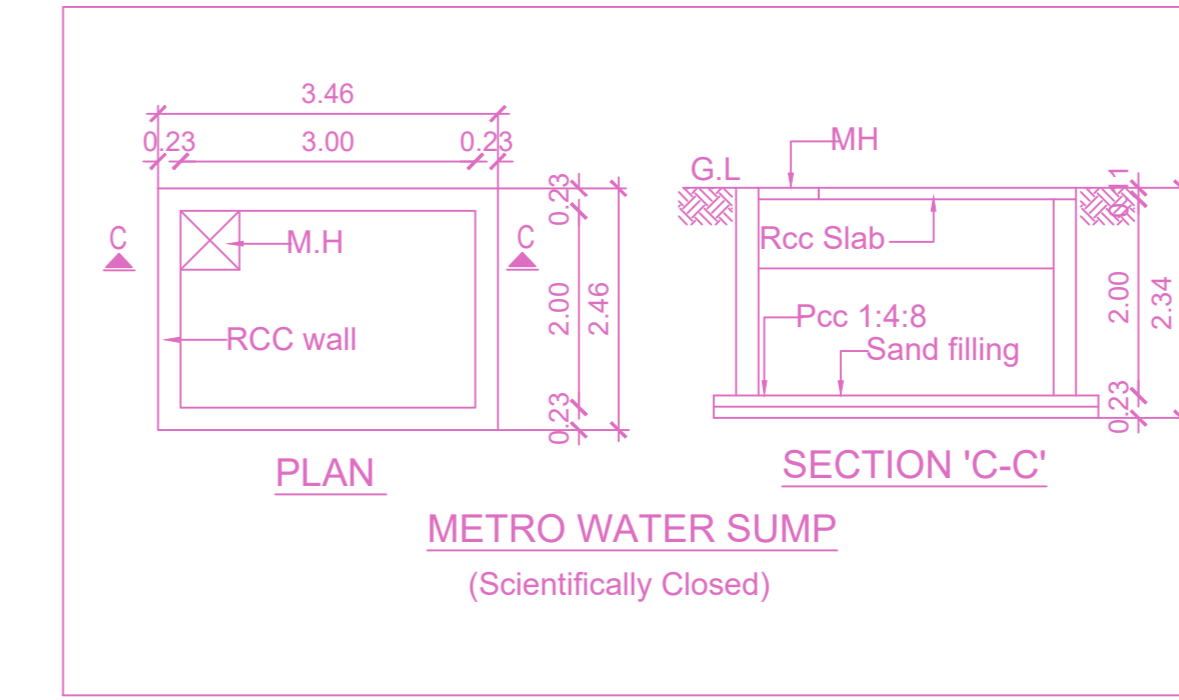 3.46
0.23 3.00 0.23
C
M.H
C
RCC wall
0.23
2.00
2.46
0.23
PLAN
MH
G.L
0.11
Rcc Slab
Pcc 1:4:8
Sand filling
2.00
2.34
0.23
SECTION 'C-C'
METRO WATER SUMP
(Scientifically Closed)